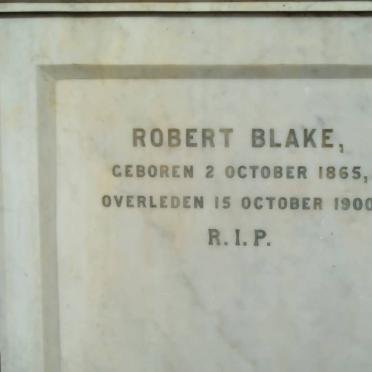 ROBERT BLAKE,
GEBOREN 2 OCTOBER 1865,
OVERLEDEN 15 OCTOBER 1900
R.I.P.